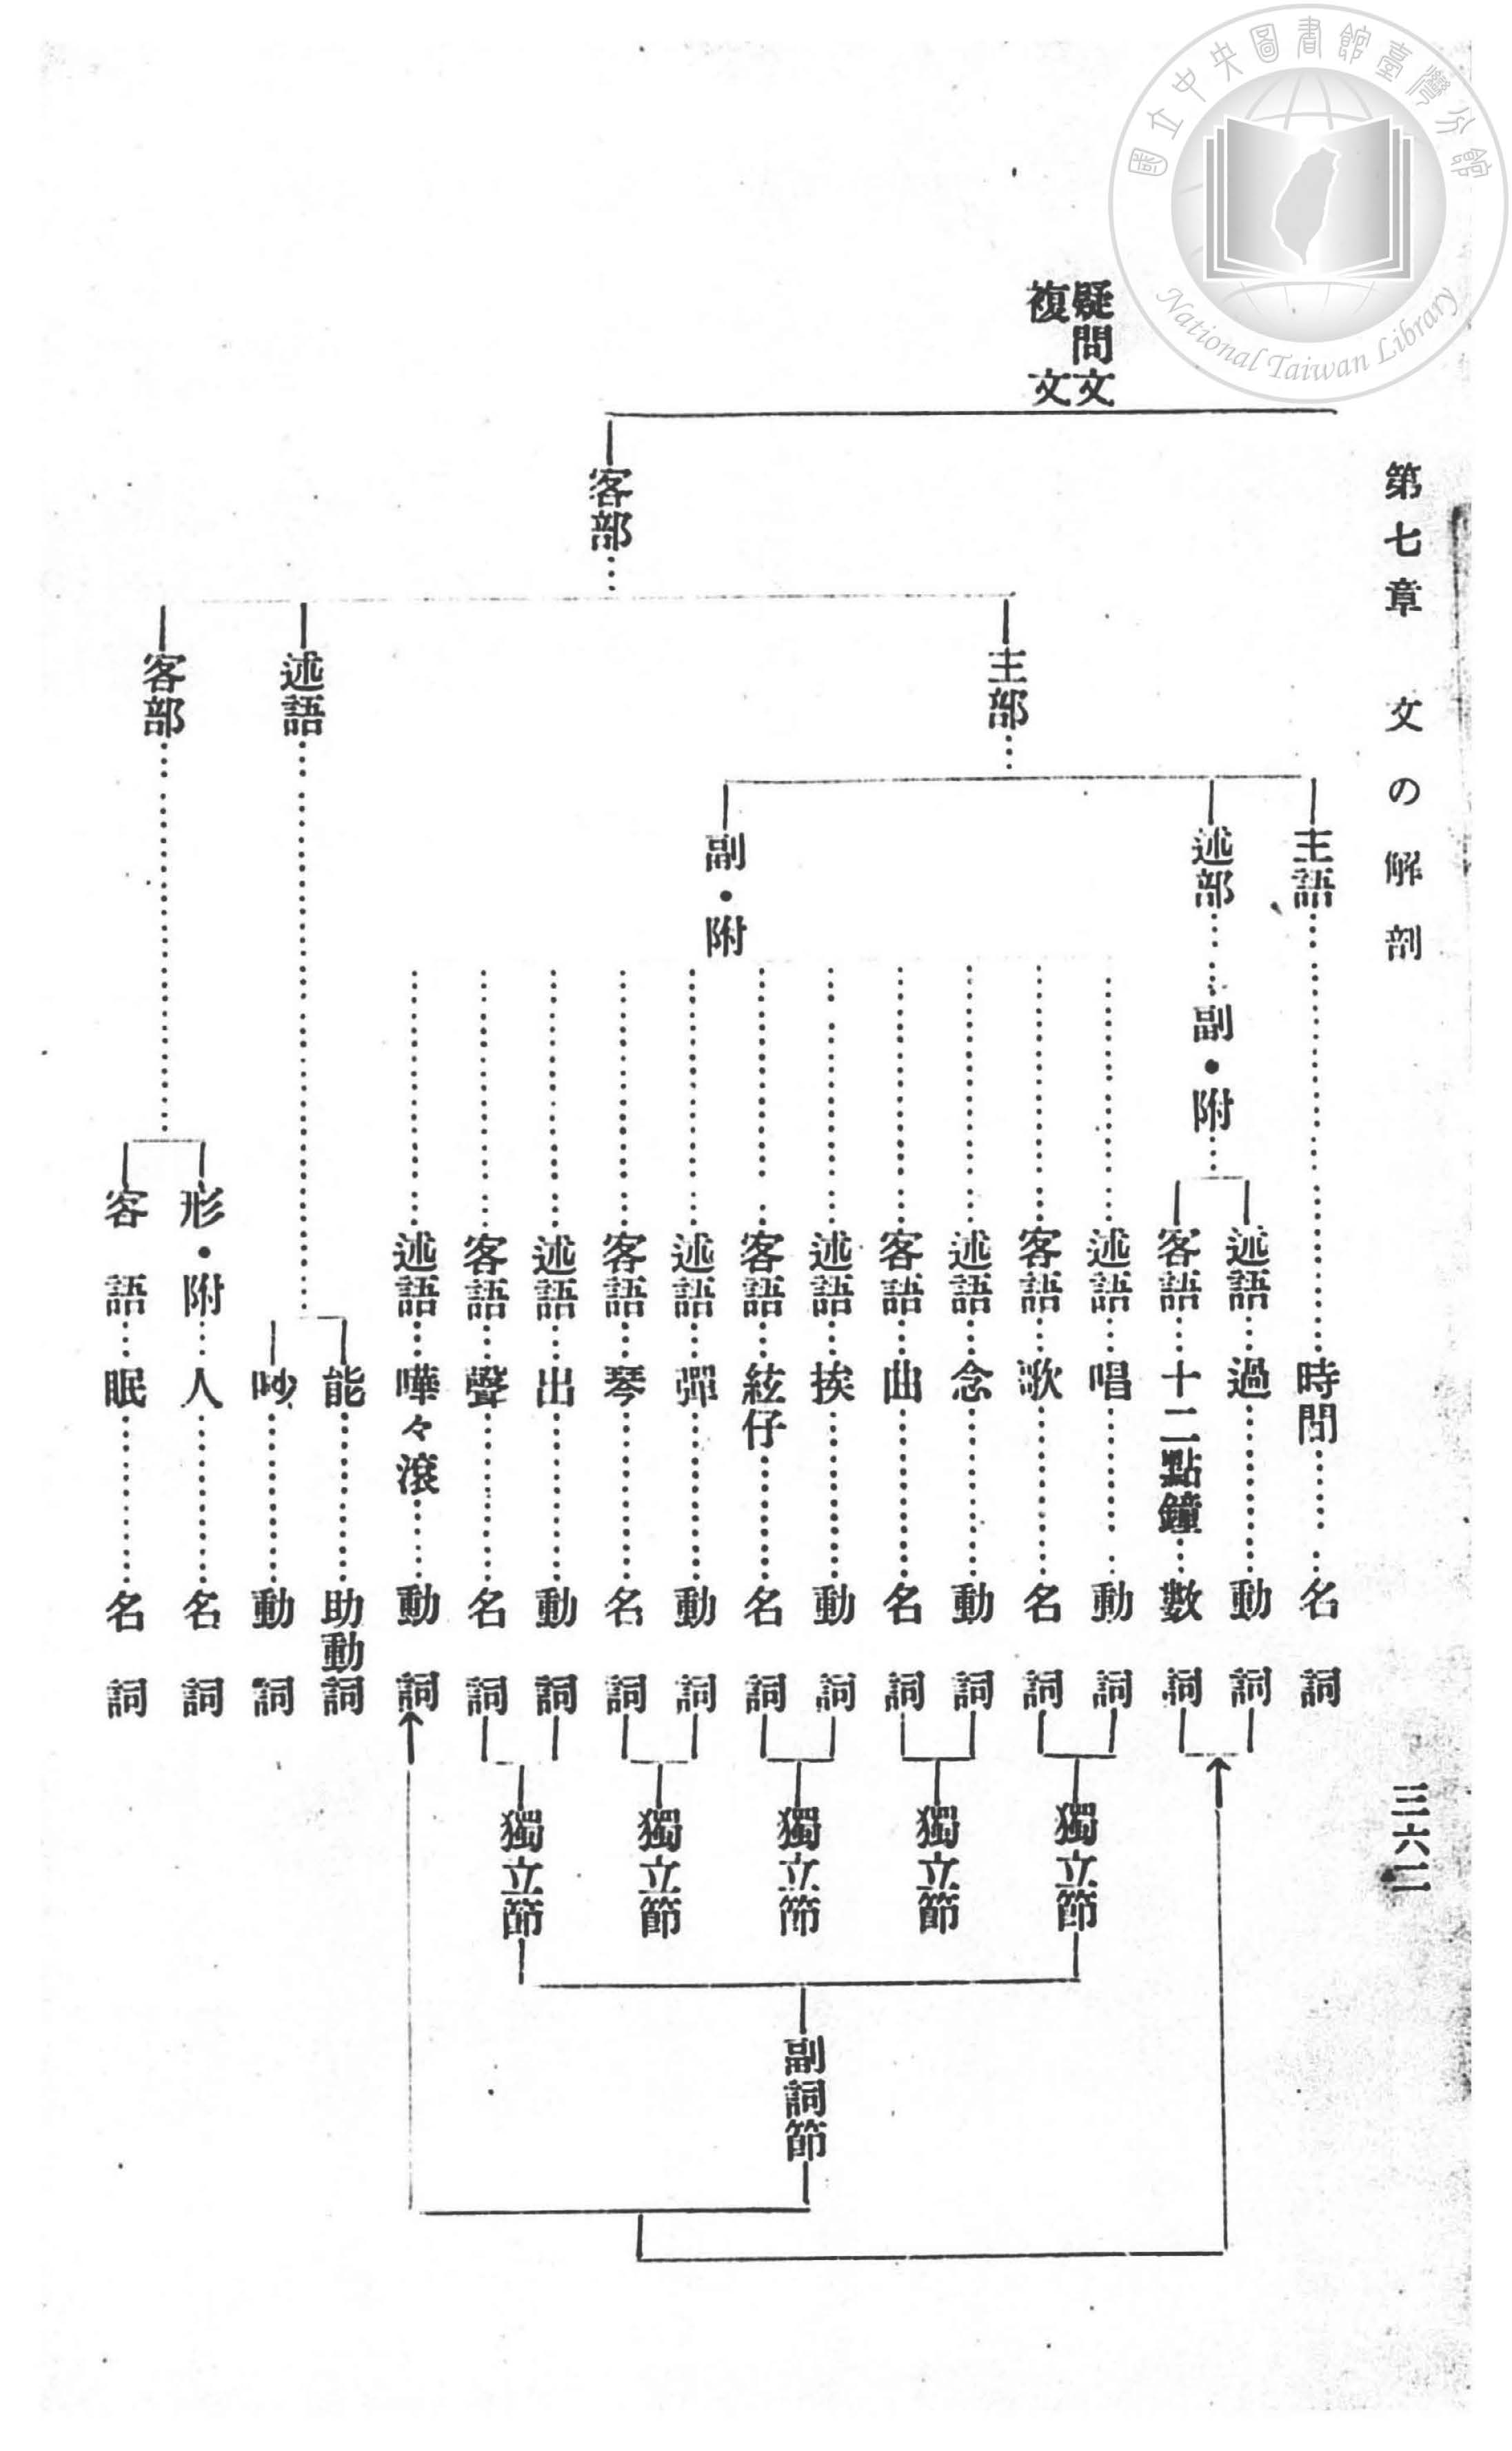 國立中央圖書館臺灣分館
National Taiwan Library
第七章 文の解剖
三六二
疑問文
複文
客部
主部
述語
客部
主語
述部
副・附
副・附
主語 時間 名詞
述語 過 動詞
客語 十二點鐘 數詞
述語 唱 動詞
客語 歌 名詞
述語 念 動詞
客語 曲 名詞
述語 挨 動詞
客語 絃仔 名詞
述語 彈 動詞
客語 琴 名詞
述語 出 動詞
客語 聲 名詞
述語 嘩々滾 動詞
能 助動詞
吵 動詞
形・附 人 名詞
客語 眠 名詞
獨立節
獨立節
獨立節
獨立節
獨立節
副詞節